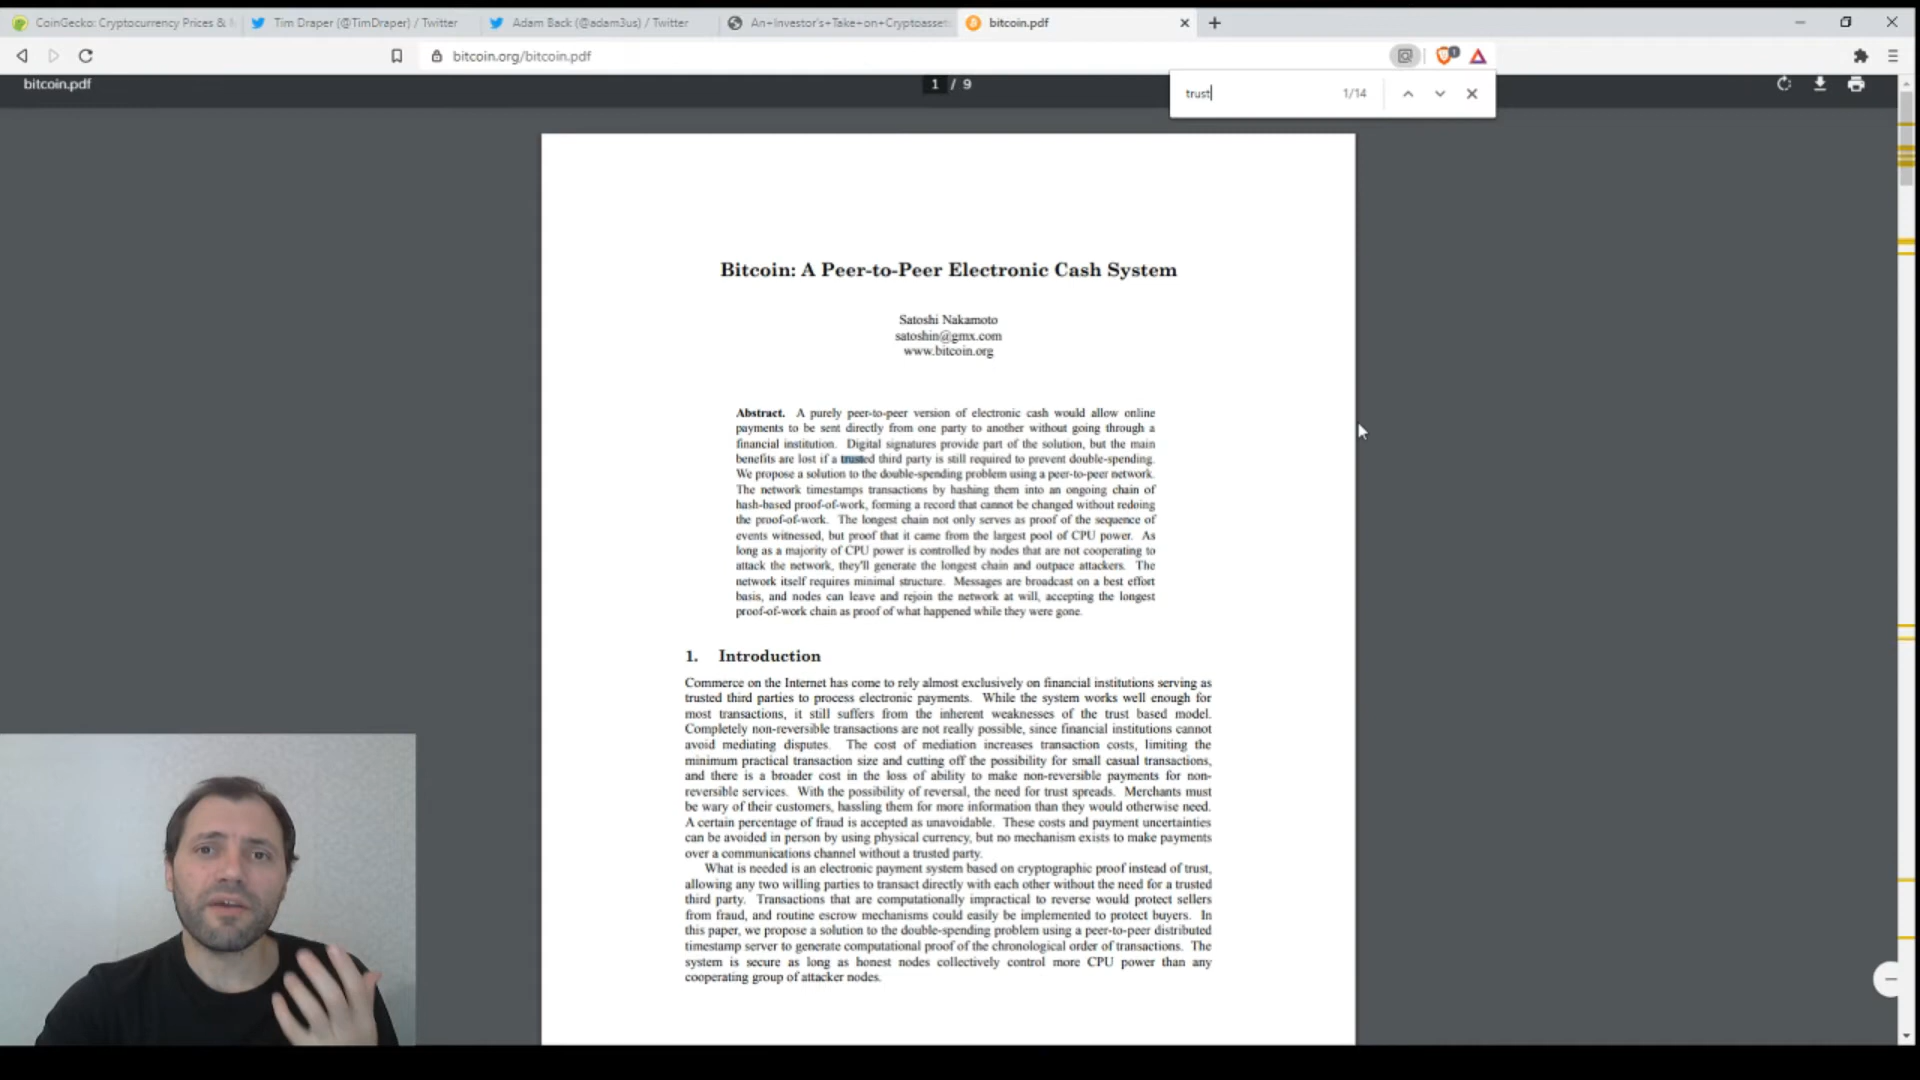 CoinGecko: Cryptocurrency Prices &
Tim Draper (@TimDraper) / Twitter
Adam Back (@adam3us) / Twitter
An+Investor's+Take+on+Cryptoasset
bitcoin.pdf
bitcoin.org/bitcoin.pdf
1
bitcoin.pdf
1 / 9
trust
1/14
Bitcoin: A Peer-to-Peer Electronic Cash System
Satoshi Nakamoto
satoshin@gmx.com
www.bitcoin.org
Abstract. A purely peer-to-peer version of electronic cash would allow online
payments to be sent directly from one party to another without going through a
financial institution. Digital signatures provide part of the solution, but the main
benefits are lost if a trusted third party is still required to prevent double-spending.
We propose a solution to the double-spending problem using a peer-to-peer network.
The network timestamps transactions by hashing them into an ongoing chain of
hash-based proof-of-work, forming a record that cannot be changed without redoing
the proof-of-work. The longest chain not only serves as proof of the sequence of
events witnessed, but proof that it came from the largest pool of CPU power. As
long as a majority of CPU power is controlled by nodes that are not cooperating to
attack the network, they'll generate the longest chain and outpace attackers. The
network itself requires minimal structure. Messages are broadcast on a best effort
basis, and nodes can leave and rejoin the network at will, accepting the longest
proof-of-work chain as proof of what happened while they were gone.
1. Introduction
Commerce on the Internet has come to rely almost exclusively on financial institutions serving as
trusted third parties to process electronic payments. While the system works well enough for
most transactions, it still suffers from the inherent weaknesses of the trust based model.
Completely non-reversible transactions are not really possible, since financial institutions cannot
avoid mediating disputes. The cost of mediation increases transaction costs, limiting the
minimum practical transaction size and cutting off the possibility for small casual transactions,
and there is a broader cost in the loss of ability to make non-reversible payments for non-
reversible services. With the possibility of reversal, the need for trust spreads. Merchants must
be wary of their customers, hassling them for more information than they would otherwise need.
A certain percentage of fraud is accepted as unavoidable. These costs and payment uncertainties
can be avoided in person by using physical currency, but no mechanism exists to make payments
over a communications channel without a trusted party.
What is needed is an electronic payment system based on cryptographic proof instead of trust,
allowing any two willing parties to transact directly with each other without the need for a trusted
third party. Transactions that are computationally impractical to reverse would protect sellers
from fraud, and routine escrow mechanisms could easily be implemented to protect buyers. In
this paper, we propose a solution to the double-spending problem using a peer-to-peer distributed
timestamp server to generate computational proof of the chronological order of transactions. The
system is secure as long as honest nodes collectively control more CPU power than any
cooperating group of attacker nodes.